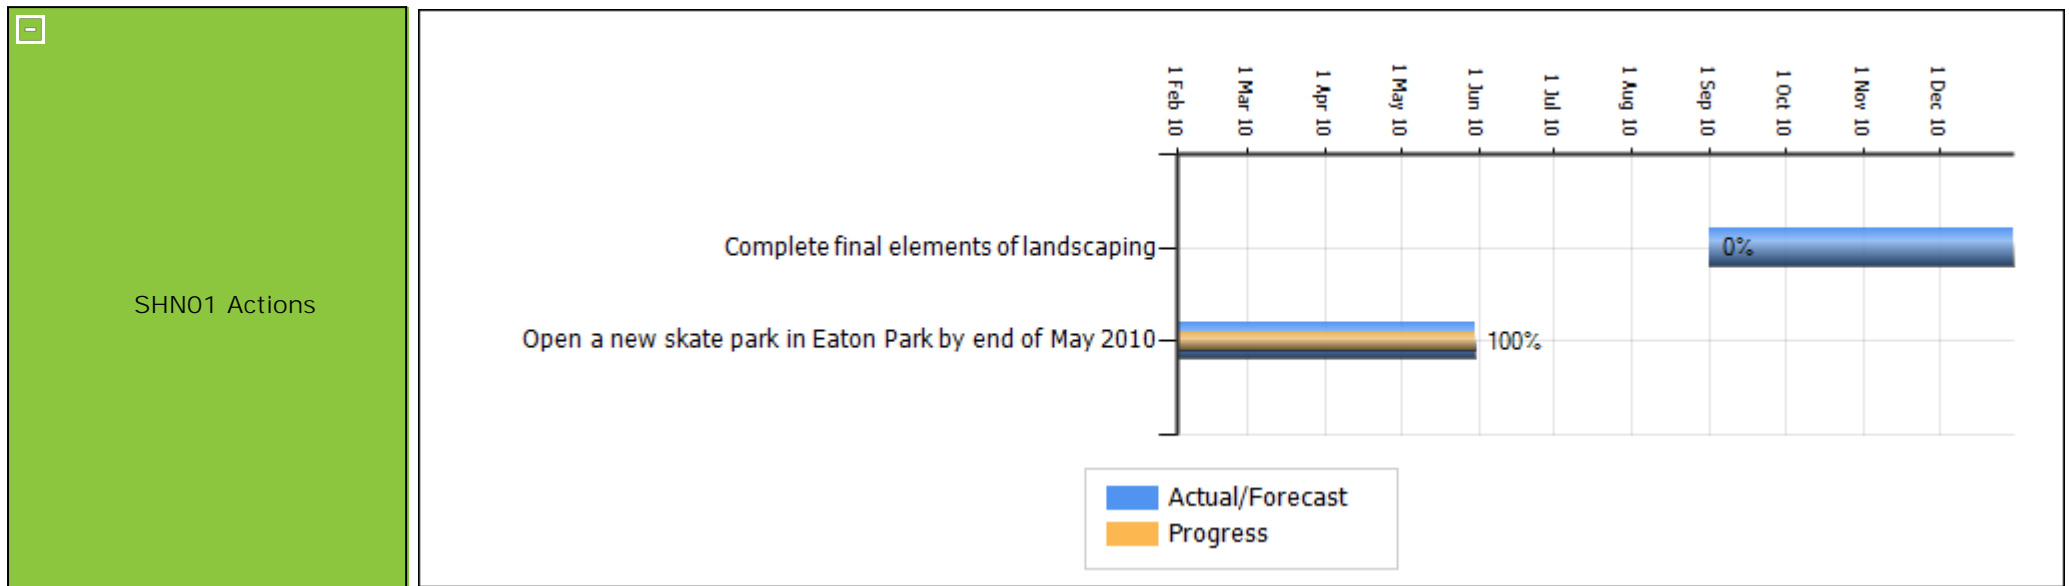 SHN01 Actions
1 Feb 10
1 Mar 10
1 Apr 10
1 May 10
1 Jun 10
1 Jul 10
1 Aug 10
1 Sep 10
1 Oct 10
1 Nov 10
1 Dec 10
Complete final elements of landscaping
0%
Open a new skate park in Eaton Park by end of May 2010
100%
Actual/Forecast
Progress